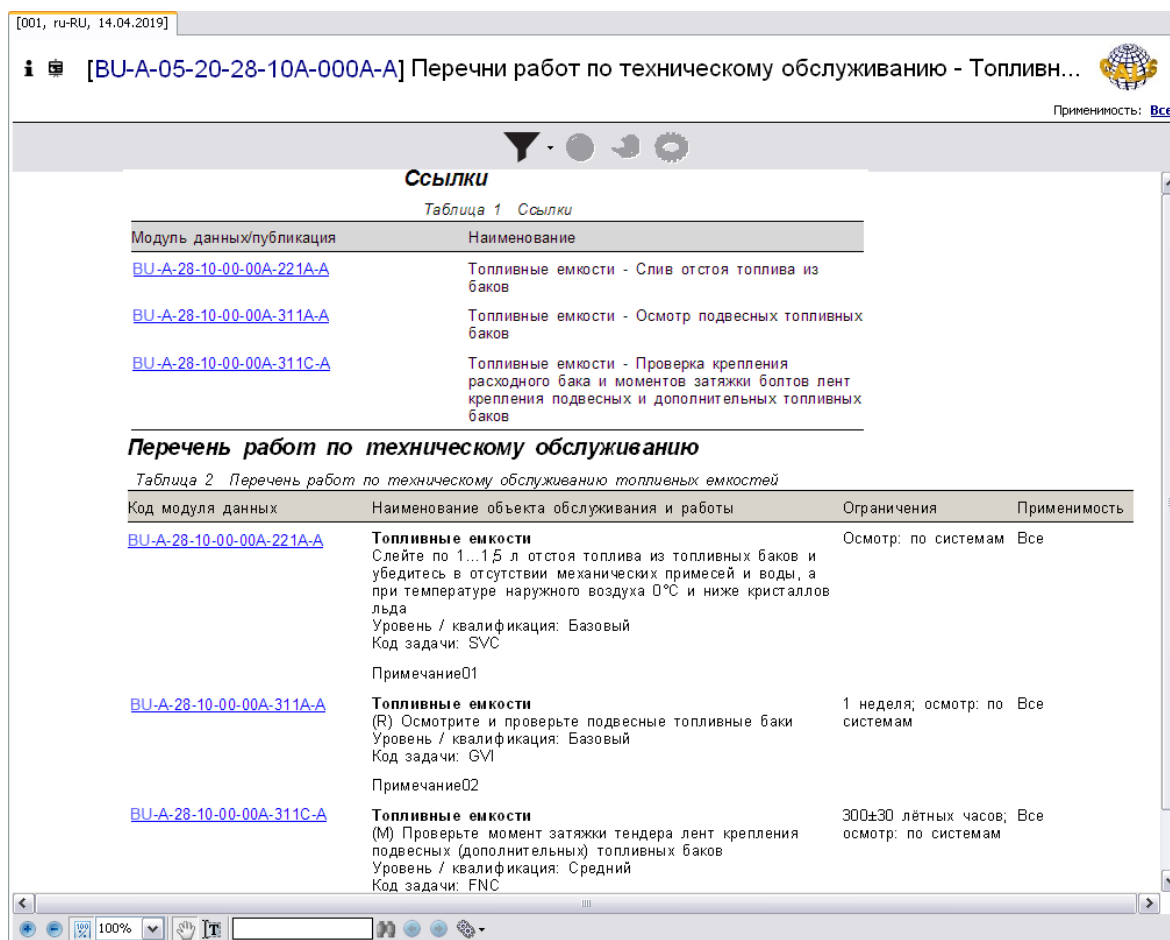 [001, ru-RU, 14.04.2019]
[BU-A-05-20-28-10A-000A-A] Перечни работ по техническому обслуживанию - Топливн...
CALS
Применимость: Все
Ссылки
Таблица 1 Ссылки
Модуль данных/публикация Наименование
BU-A-28-10-00-00A-221A-A Топливные емкости - Слив отстоя топлива из
баков
BU-A-28-10-00-00A-311A-A Топливные емкости - Осмотр подвесных топливных
баков
BU-A-28-10-00-00A-311C-A Топливные емкости - Проверка крепления
расходного бака и моментов затяжки болтов лент
крепления подвесных и дополнительных топливных
баков
Перечень работ по техническому обслуживанию
Таблица 2 Перечень работ по техническому обслуживанию топливных емкостей
Код модуля данных Наименование объекта обслуживания и работы Ограничения Применимость
BU-A-28-10-00-00A-221A-A Топливные емкости Осмотр: по системам Все
Слейте по 1...1,5 л отстоя топлива из топливных баков и
убедитесь в отсутствии механических примесей и воды, а
при температуре наружного воздуха 0°C и ниже кристаллов
льда
Уровень / квалификация: Базовый
Код задачи: SVC
Примечание01
BU-A-28-10-00-00A-311A-A Топливные емкости 1 неделя; осмотр: по Все
(R) Осмотрите и проверьте подвесные топливные баки системам
Уровень / квалификация: Базовый
Код задачи: GVI
Примечание02
BU-A-28-10-00-00A-311C-A Топливные емкости 300±30 лётных часов; Все
(M) Проверьте момент затяжки тендера лент крепления осмотр: по системам
подвесных (дополнительных) топливных баков
Уровень / квалификация: Средний
Код задачи: FNC
100%